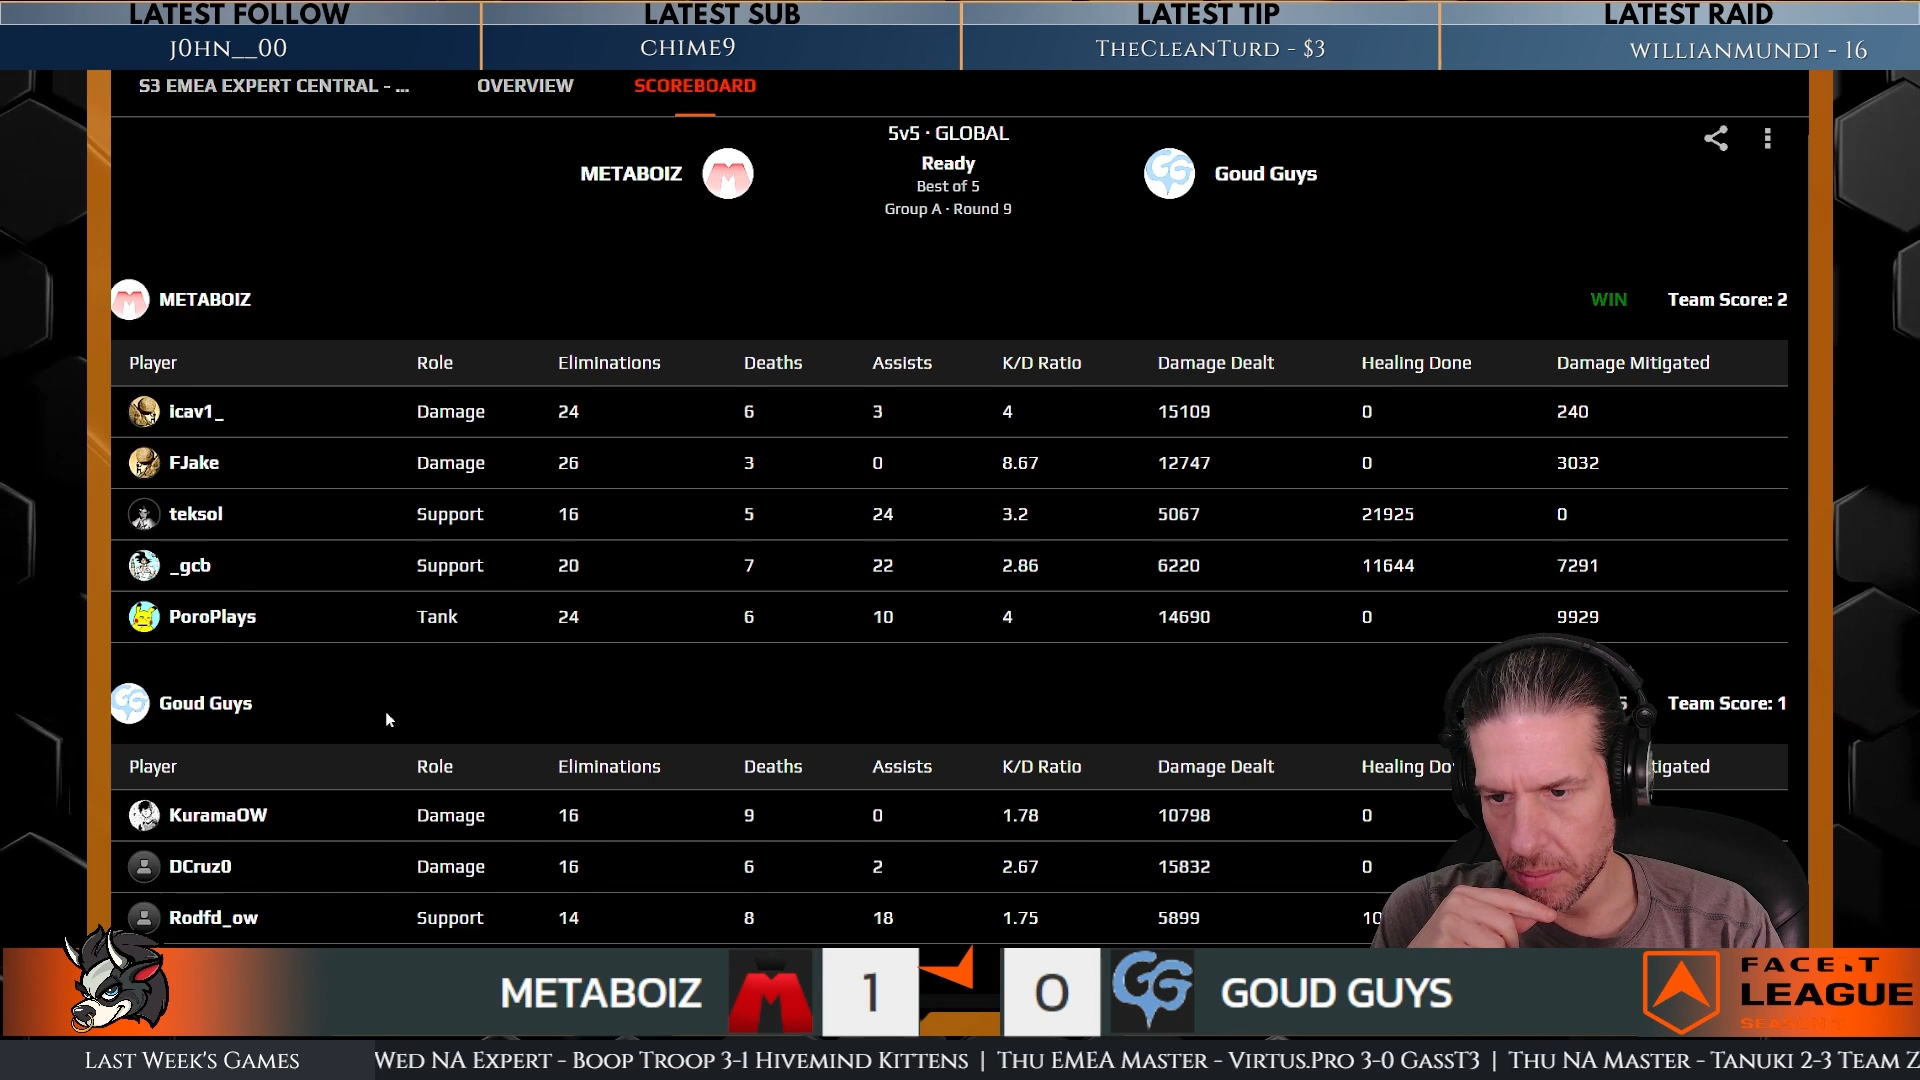 LATEST FOLLOW LATEST SUB LATEST TIP LATEST RAID
J0HN__00 CHIME9 THECLEANTURD - $3 WILLIANMUNDI - 16
S3 EMEA EXPERT CENTRAL - ... OVERVIEW SCOREBOARD
5v5 · GLOBAL
METABOIZ Ready Goud Guys
Best of 5
Group A · Round 9
METABOIZ WIN Team Score: 2
Player Role Eliminations Deaths Assists K/D Ratio Damage Dealt Healing Done Damage Mitigated
icav1_ Damage 24 6 3 4 15109 0 240
FJake Damage 26 3 0 8.67 12747 0 3032
teksol Support 16 5 24 3.2 5067 21925 0
_gcb Support 20 7 22 2.86 6220 11644 7291
PoroPlays Tank 24 6 10 4 14690 0 9929
Goud Guys Team Score: 1
Player Role Eliminations Deaths Assists K/D Ratio Damage Dealt Healing
KuramaOW Damage 16 9 0 1.78 10798 0
DCruz0 Damage 16 6 2 2.67 15832 0
Rodfd_ow Support 14 8 18 1.75 5899
METABOIZ 1 0 GG GOUD GUYS FACEIT
LEAGUE
SEASON
LAST WEEK'S GAMES WED NA EXPERT - BOOP TROOP 3-1 HIVEMIND KITTENS | THU EMEA MASTER - VIRTUS.PRO 3-0 GASST3 | THU NA MASTER - TANUKI 2-3 TEAM Z